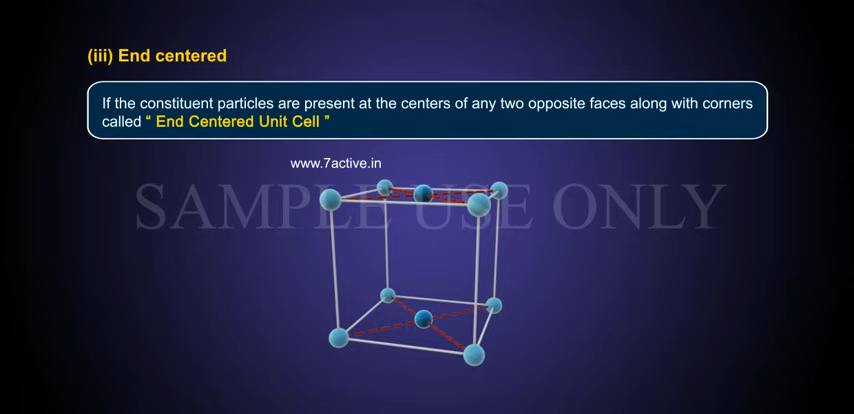 (iii) End centered
If the constituent particles are present at the centers of any two opposite faces along with corners
called “ End Centered Unit Cell ”
www.7active.in
SAMPLE USE ONLY